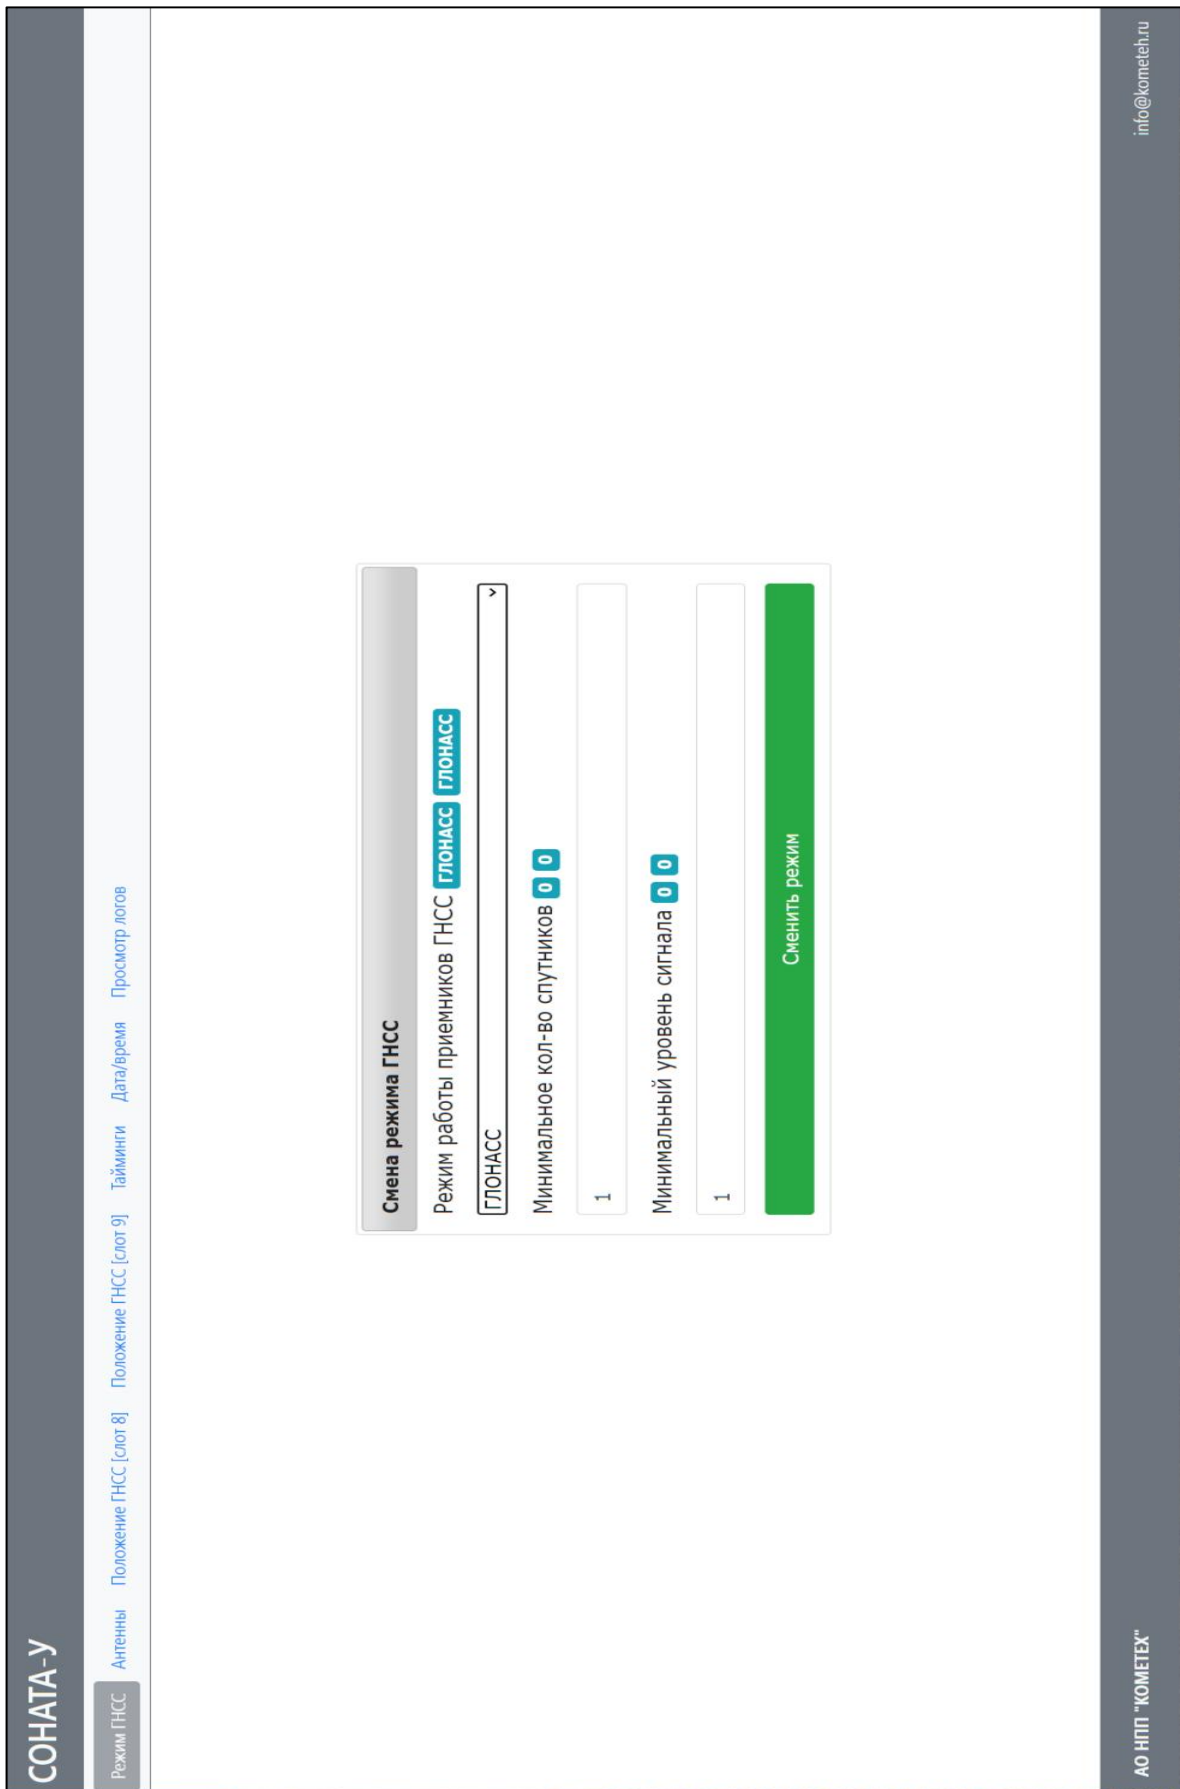 СОНАТА-У
Режим ГНСС Антенны Положение ГНСС [слот 8] Положение ГНСС [слот 9] Тайминги Дата/время Просмотр логов
Смена режима ГНСС
Режим работы приемников ГНСС ГЛОНАСС ГЛОНАСС
ГЛОНАСС
Минимальное кол-во спутников 0 0
1
Минимальный уровень сигнала 0 0
1
Сменить режим
АО НПП "КОМЕТЕХ" info@kometeh.ru